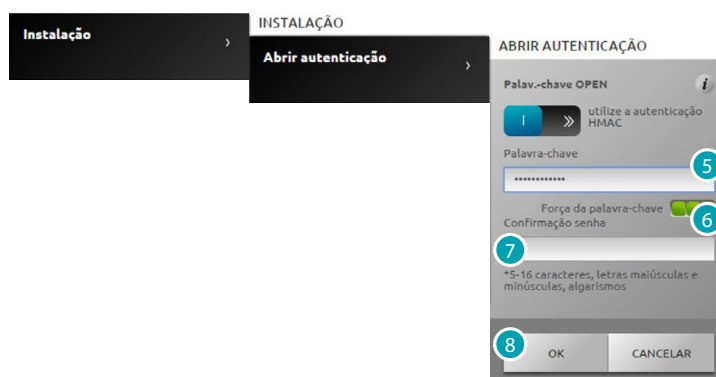 Instalação
INSTALAÇÃO
Abrir autenticação
ABRIR AUTENTICAÇÃO
Palav.-chave OPEN
i
I
utilize a autenticação
HMAC
Palavra-chave
5
••••••••••••
Força da palavra-chave
6
Confirmação senha
7
*5-16 caracteres, letras maiúsculas e
minúsculas, algarismos
8
OK
CANCELAR